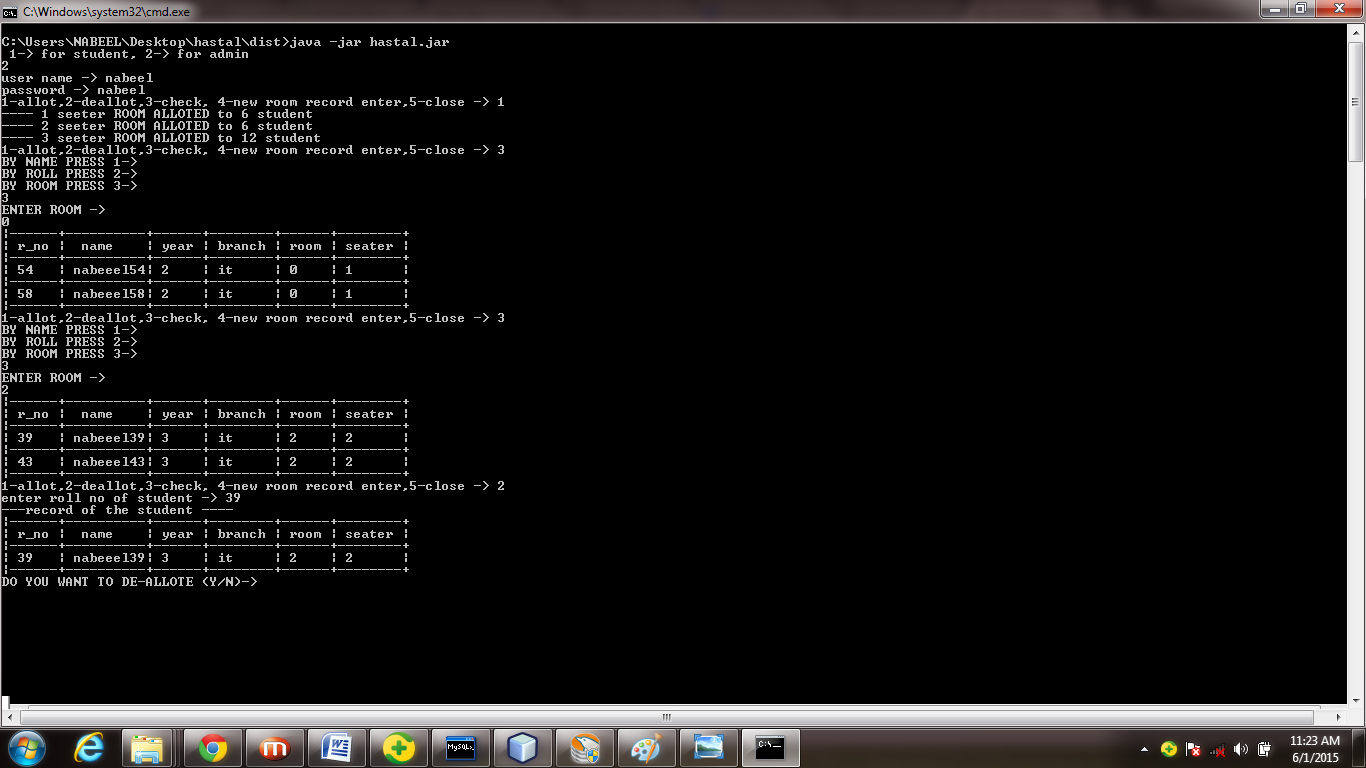 C:\Windows\system32\cmd.exe
C:\Users\NABEEL\Desktop\hastal\dist>java -jar hastal.jar
 1-> for student, 2-> for admin
2
user name -> nabeel
password -> nabeel
1-allot,2-deallot,3-check, 4-new room record enter,5-close -> 1
---- 1 seeter ROOM ALLOTED to 6 student
---- 2 seeter ROOM ALLOTED to 6 student
---- 3 seeter ROOM ALLOTED to 12 student
1-allot,2-deallot,3-check, 4-new room record enter,5-close -> 3
BY NAME PRESS 1->
BY ROLL PRESS 2->
BY ROOM PRESS 3->
3
ENTER ROOM ->
0
¦------+----------+------+--------+------+--------+
¦ r_no ¦  name    ¦ year ¦ branch ¦ room ¦ seater ¦
¦------+----------+------+--------+------+--------+
¦ 54   ¦ nabeeel54¦ 2    ¦ it     ¦ 0    ¦ 1      ¦
¦------+----------+------+--------+------+--------+
¦ 58   ¦ nabeeel58¦ 2    ¦ it     ¦ 0    ¦ 1      ¦
¦------+----------+------+--------+------+--------+
1-allot,2-deallot,3-check, 4-new room record enter,5-close -> 3
BY NAME PRESS 1->
BY ROLL PRESS 2->
BY ROOM PRESS 3->
3
ENTER ROOM ->
2
¦------+----------+------+--------+------+--------+
¦ r_no ¦  name    ¦ year ¦ branch ¦ room ¦ seater ¦
¦------+----------+------+--------+------+--------+
¦ 39   ¦ nabeeel39¦ 3    ¦ it     ¦ 2    ¦ 2      ¦
¦------+----------+------+--------+------+--------+
¦ 43   ¦ nabeeel43¦ 3    ¦ it     ¦ 2    ¦ 2      ¦
¦------+----------+------+--------+------+--------+
1-allot,2-deallot,3-check, 4-new room record enter,5-close -> 2
enter roll no of student -> 39
---record of the student ----
¦------+----------+------+--------+------+--------+
¦ r_no ¦  name    ¦ year ¦ branch ¦ room ¦ seater ¦
¦------+----------+------+--------+------+--------+
¦ 39   ¦ nabeeel39¦ 3    ¦ it     ¦ 2    ¦ 2      ¦
¦------+----------+------+--------+------+--------+
DO YOU WANT TO DE-ALLOTE (Y/N)->
MySQL
C:\
11:23 AM
6/1/2015